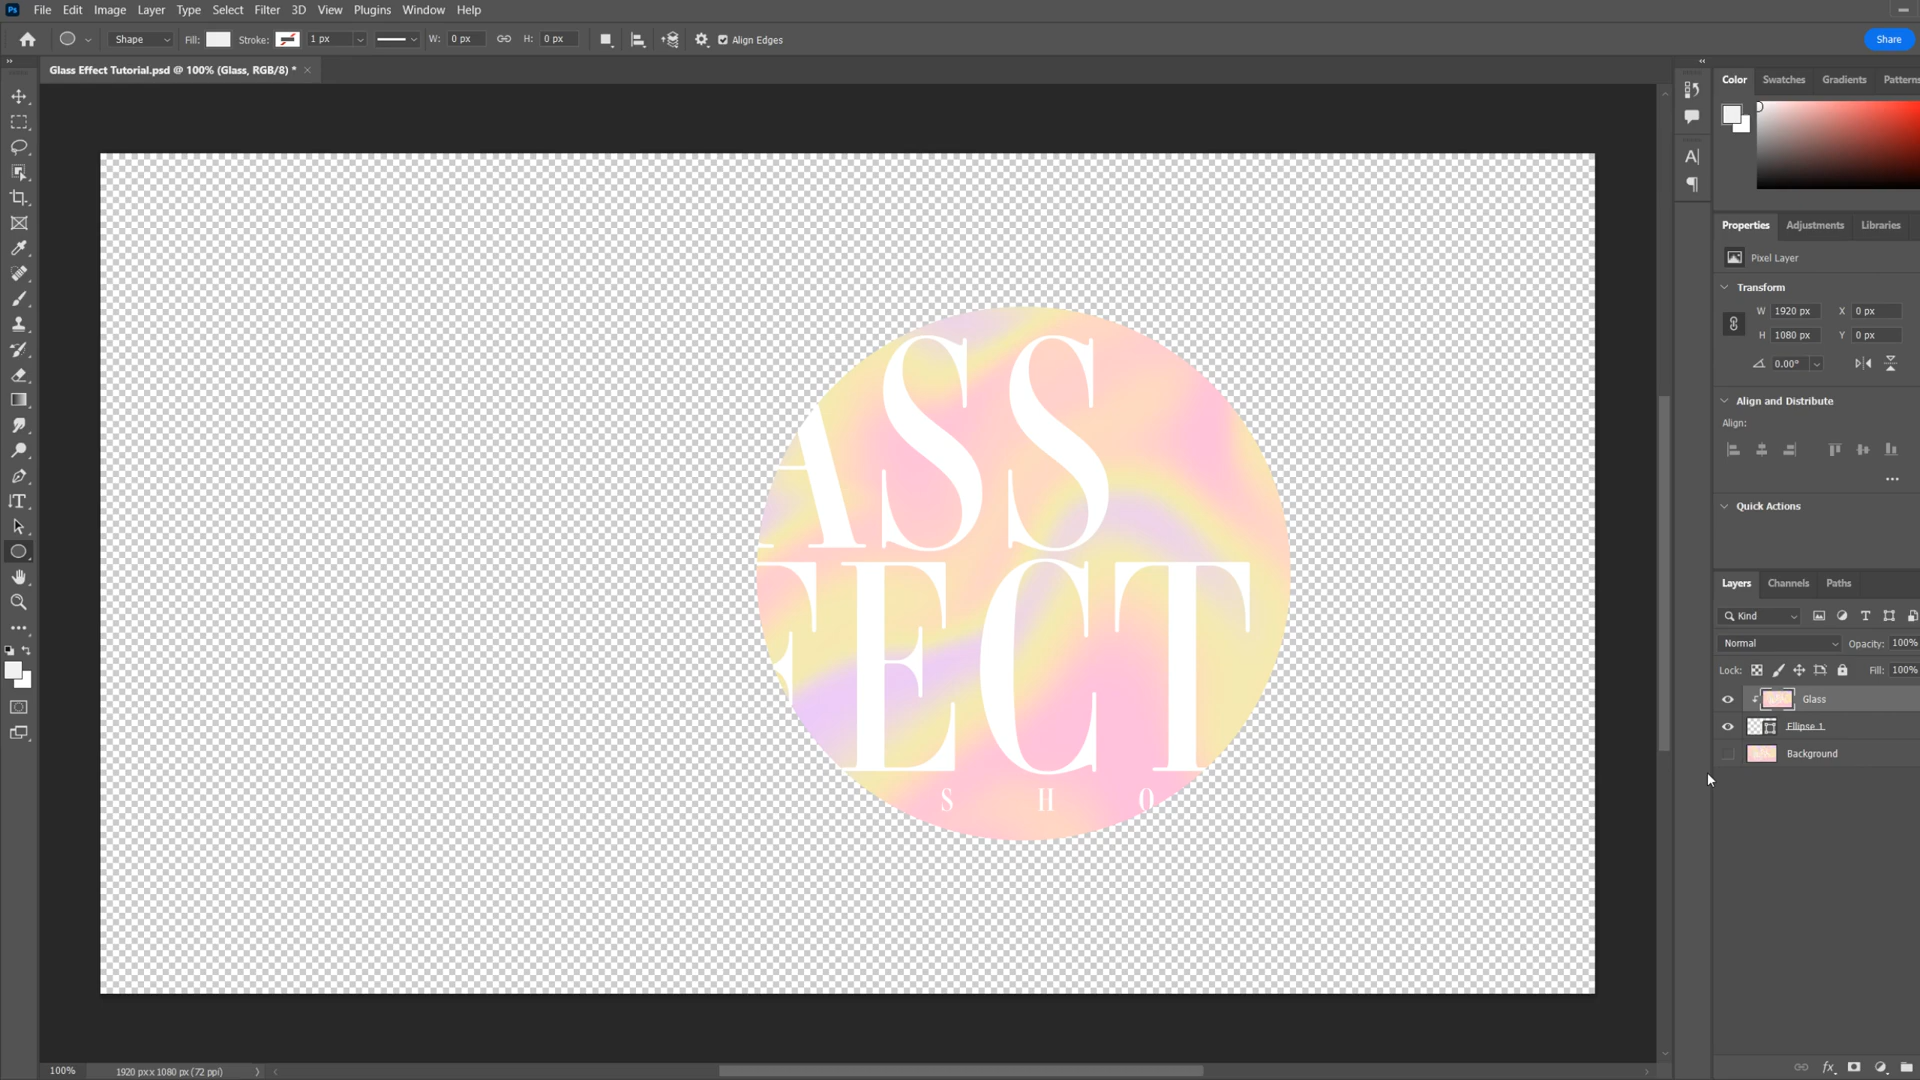 Ps File Edit Image Layer Type Select Filter 3D View Plugins Window Help
Shape Fill: Stroke: 1 px W: 0 px H: 0 px Align Edges Share
Glass Effect Tutorial.psd @ 100% (Glass, RGB/8) *
Color Swatches Gradients Patterns
Properties Adjustments Libraries
Pixel Layer
Transform
W 1920 px X 0 px
H 1080 px Y 0 px
0.00°
Align and Distribute
Align:
Quick Actions
Layers Channels Paths
Kind
Normal Opacity: 100%
Lock: Fill: 100%
Glass
Ellipse 1
Background
ASS
FECT
S H O
100% 1920 px x 1080 px (72 ppi)
fx